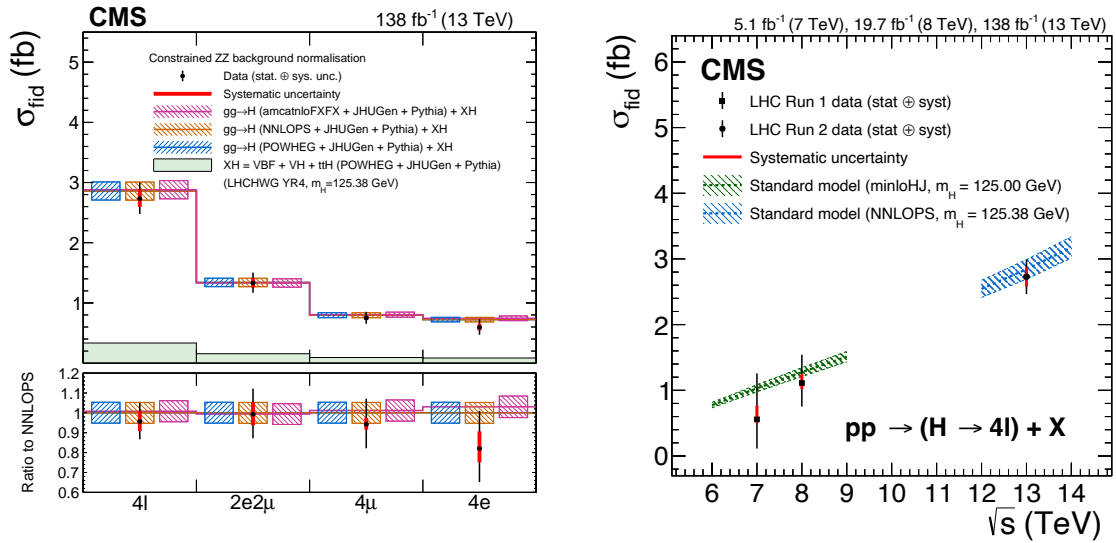 CMS
138 fb⁻¹ (13 TeV)
σ_fid (fb)
5
4
3
2
1
Constrained ZZ background normalisation
Data (stat. ⊕ sys. unc.)
Systematic uncertainty
gg→H (amcatnloFXFX + JHUGen + Pythia) + XH
gg→H (NNLOPS + JHUGen + Pythia) + XH
gg→H (POWHEG + JHUGen + Pythia) + XH
XH = VBF + VH + ttH (POWHEG + JHUGen + Pythia)
(LHCHWG YR4, m_H=125.38 GeV)
Ratio to NNLOPS
1.2
1.1
1.0
0.9
0.8
0.7
0.6
4l
2e2μ
4μ
4e
5.1 fb⁻¹ (7 TeV), 19.7 fb⁻¹ (8 TeV), 138 fb⁻¹ (13 TeV)
σ_fid (fb)
6
5
4
3
2
1
0
CMS
LHC Run 1 data (stat ⊕ syst)
LHC Run 2 data (stat ⊕ syst)
Systematic uncertainty
Standard model (minloHJ, m_H = 125.00 GeV)
Standard model (NNLOPS, m_H = 125.38 GeV)
pp → (H → 4l) + X
6 7 8 9 10 11 12 13 14
√s (TeV)